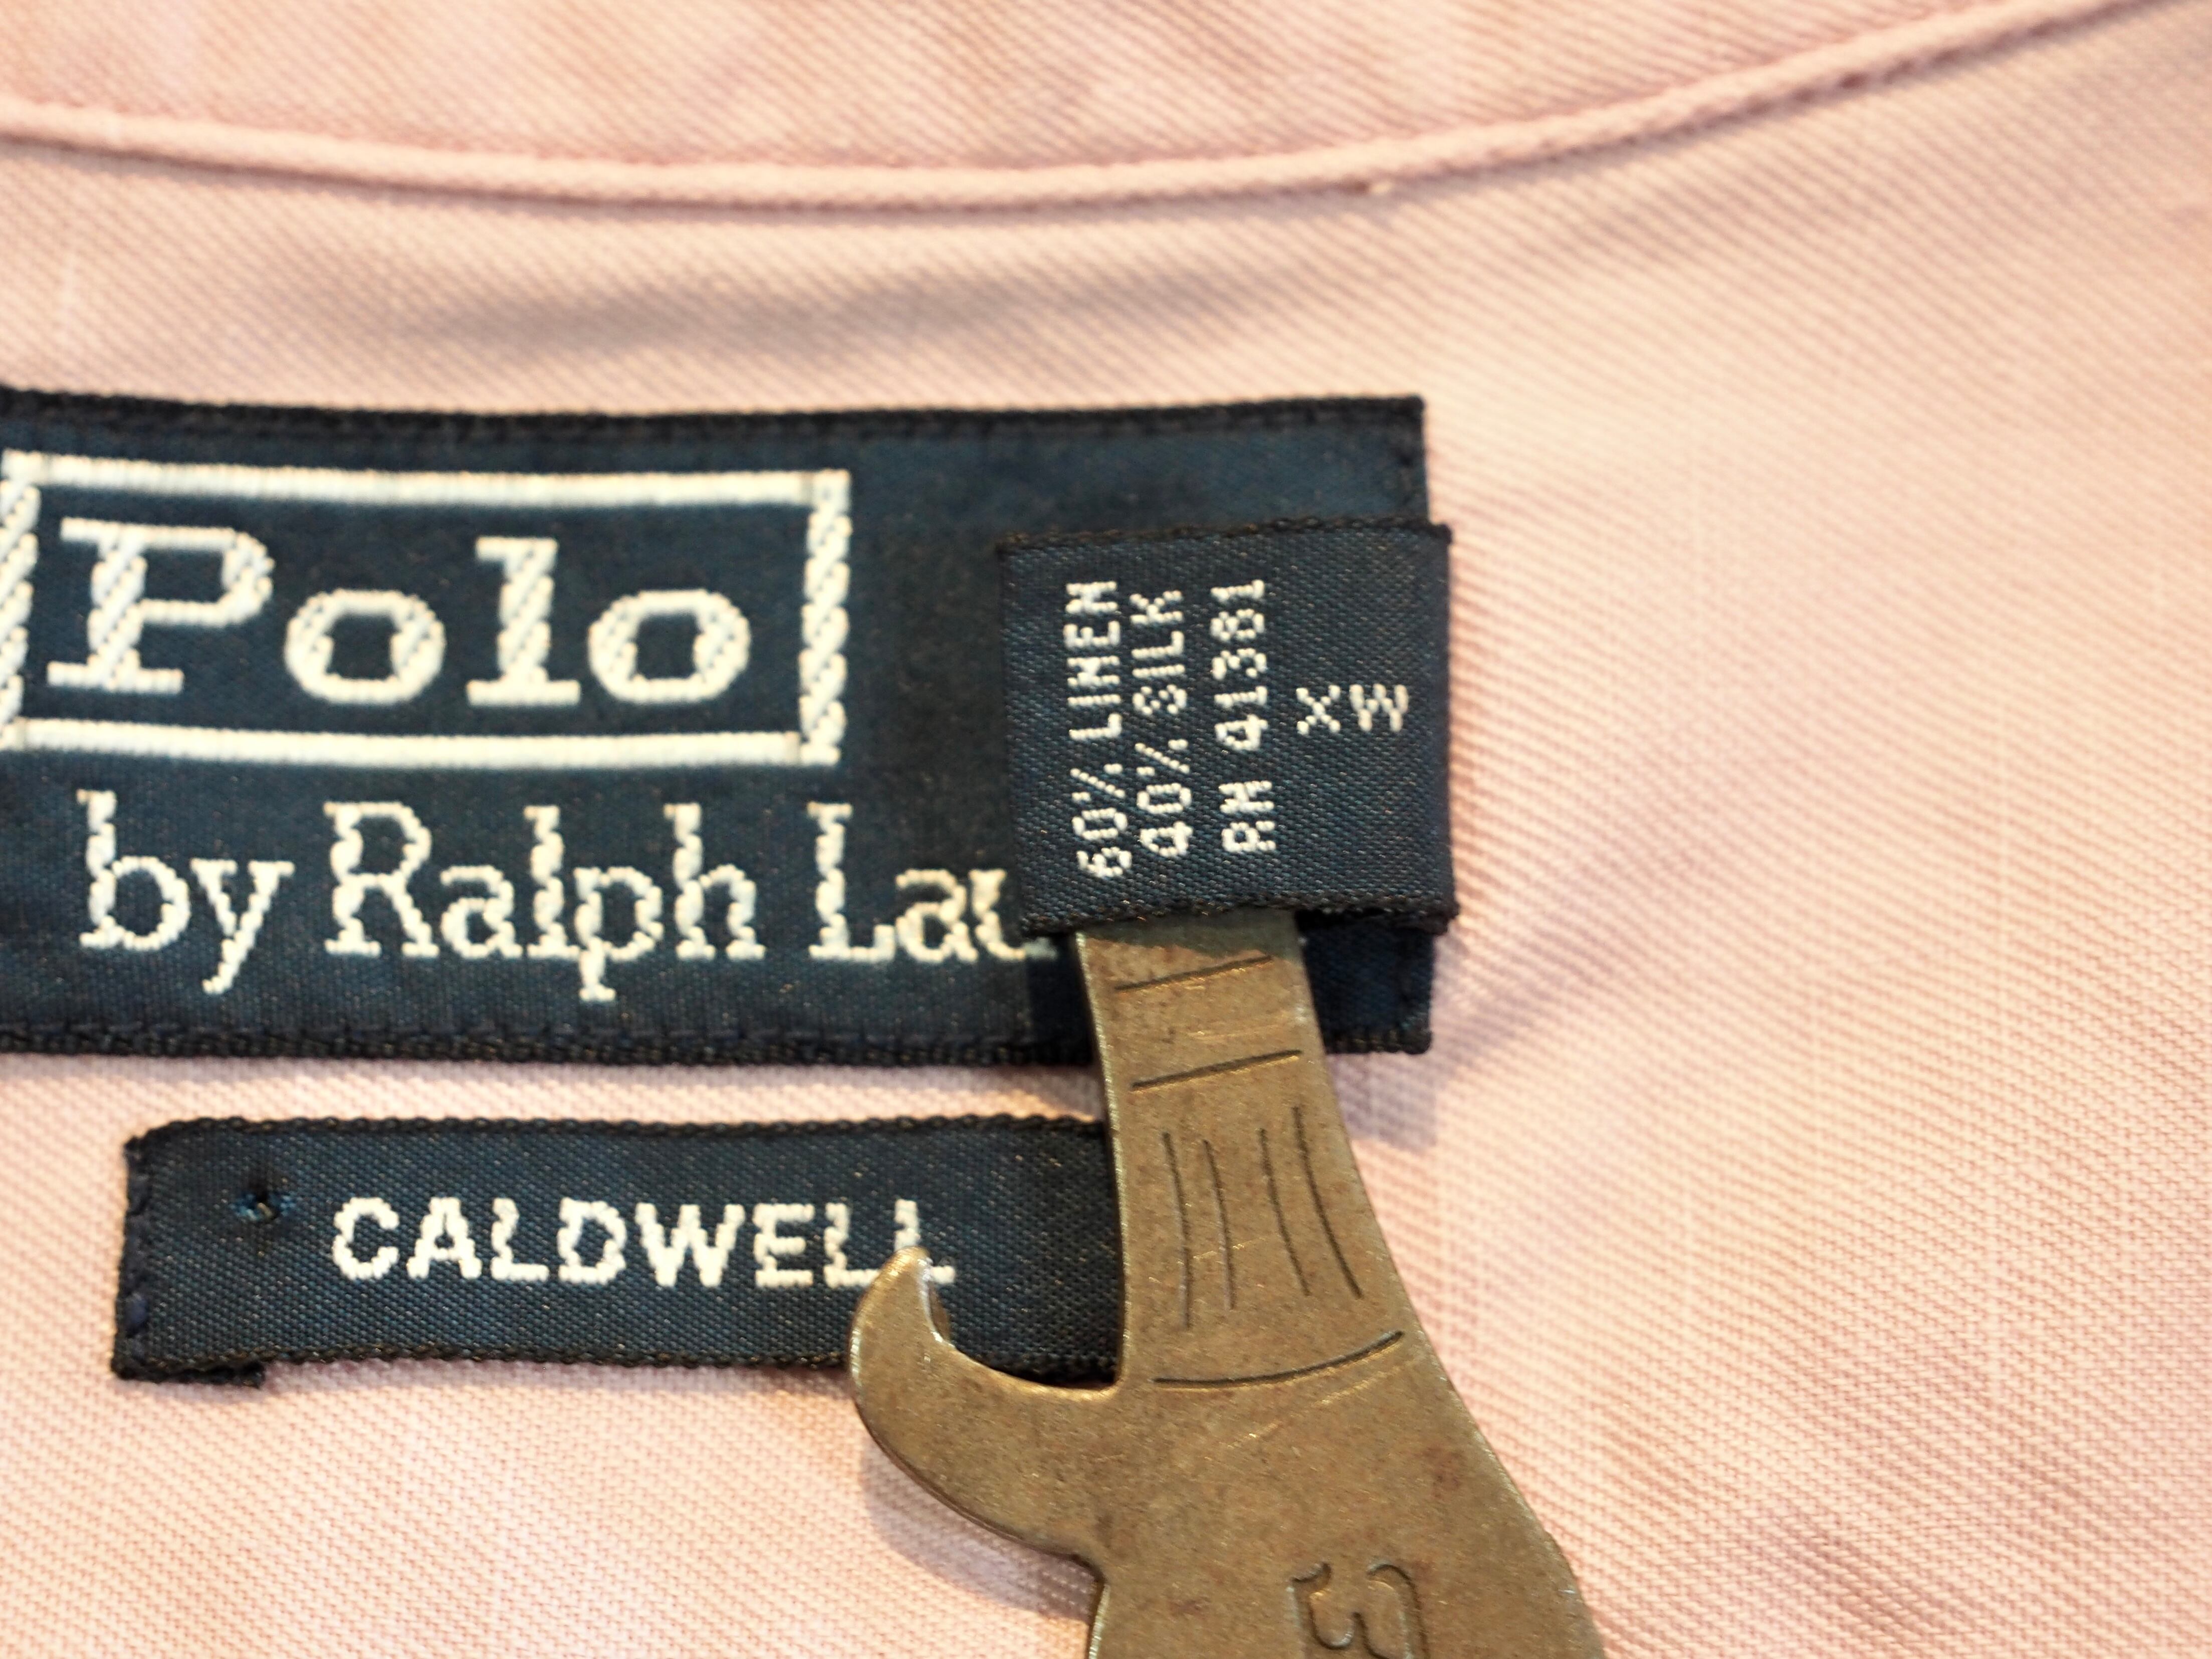 Polo
by Ralph Lau
60% LINEN
40% SILK
RN 41381
XW
CALDWELL